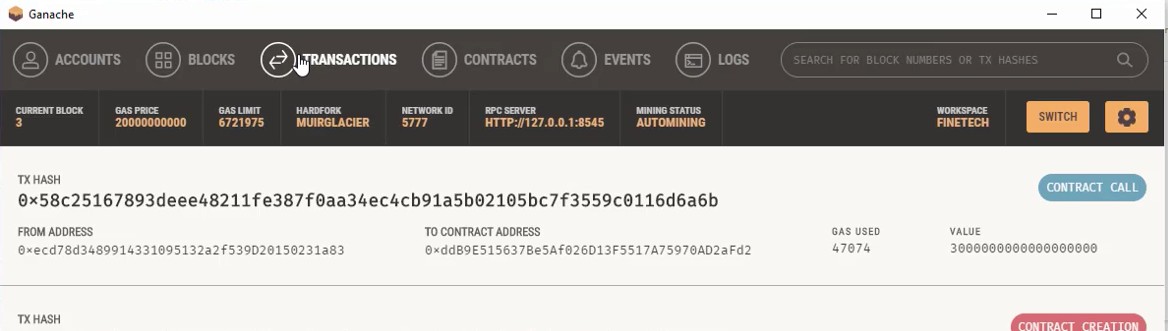 Ganache
ACCOUNTS BLOCKS TRANSACTIONS CONTRACTS EVENTS LOGS SEARCH FOR BLOCK NUMBERS OR TX HASHES
CURRENT BLOCK GAS PRICE GAS LIMIT HARDFORK NETWORK ID RPC SERVER MINING STATUS WORKSPACE
3 20000000000 6721975 MUIRGLACIER 5777 HTTP://127.0.0.1:8545 AUTOMINING FINETECH SWITCH
TX HASH
0×58c25167893deee48211fe387f0aa34ec4cb91a5b02105bc7f3559c0116d6a6b CONTRACT CALL
FROM ADDRESS TO CONTRACT ADDRESS GAS USED VALUE
0×ecd78d3489914331095132a2f539D20150231a83 0×ddB9E515637Be5Af026D13F5517A75970AD2aFd2 47074 3000000000000000000
TX HASH
CONTRACT CREATION